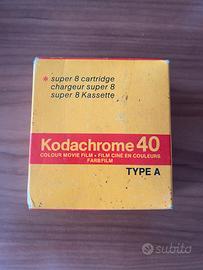 * super 8 cartridge
chargeur super 8
super 8 Kassette
Kodachrome 40
COLOUR MOVIE FILM • FILM CINÉ EN COULEURS
FARBFILM
TYPE A
subito